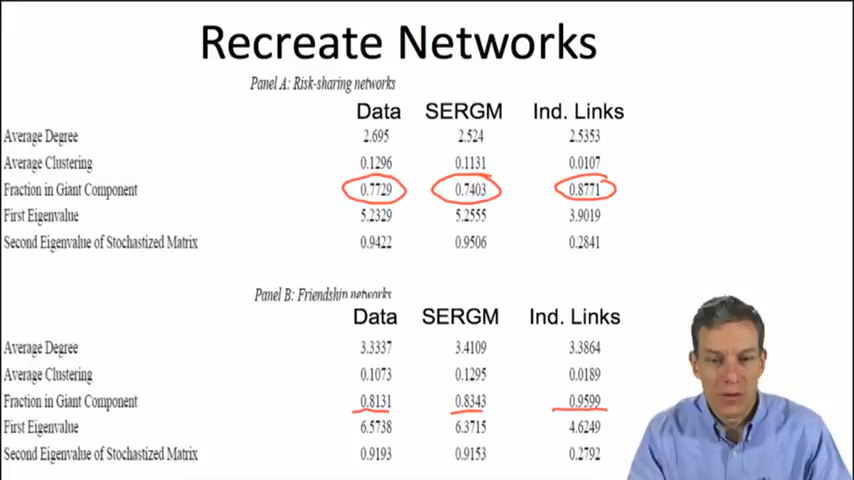 Recreate Networks
Panel A: Risk-sharing networks
Data SERGM Ind. Links
Average Degree 2.695 2.524 2.5353
Average Clustering 0.1296 0.1131 0.0107
Fraction in Giant Component 0.7729 0.7403 0.8771
First Eigenvalue 5.2329 5.2555 3.9019
Second Eigenvalue of Stochastized Matrix 0.9422 0.9506 0.2841
Panel B: Friendship networks
Data SERGM Ind. Links
Average Degree 3.3337 3.4109 3.3864
Average Clustering 0.1073 0.1295 0.0189
Fraction in Giant Component 0.8131 0.8343 0.9599
First Eigenvalue 6.5738 6.3715 4.6249
Second Eigenvalue of Stochastized Matrix 0.9193 0.9153 0.2792